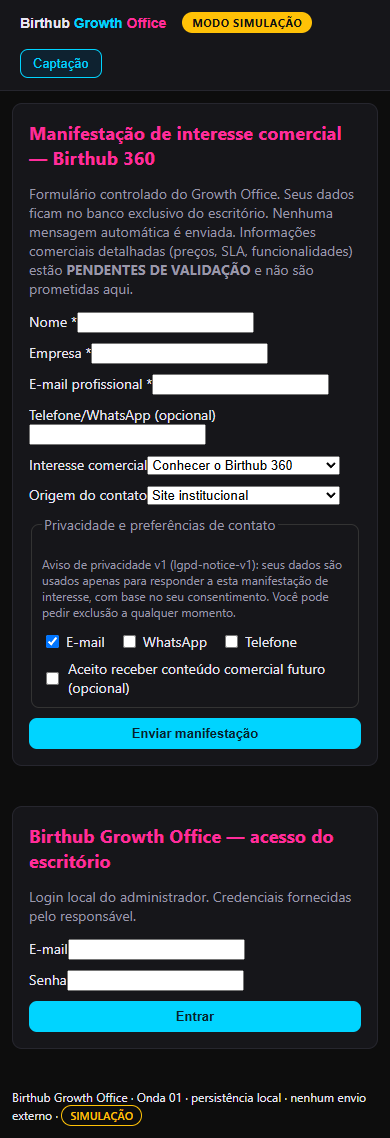 Birthub Growth Office MODO SIMULAÇÃO
Captação
Manifestação de interesse comercial
— Birthub 360
Formulário controlado do Growth Office. Seus dados
ficam no banco exclusivo do escritório. Nenhuma
mensagem automática é enviada. Informações
comerciais detalhadas (preços, SLA, funcionalidades)
estão PENDENTES DE VALIDAÇÃO e não são
prometidas aqui.
Nome *
Empresa *
E-mail profissional *
Telefone/WhatsApp (opcional)
Interesse comercial Conhecer o Birthub 360
Origem do contato Site institucional
Privacidade e preferências de contato
Aviso de privacidade v1 (lgpd-notice-v1): seus dados são
usados apenas para responder a esta manifestação de
interesse, com base no seu consentimento. Você pode
pedir exclusão a qualquer momento.
E-mail WhatsApp Telefone
Aceito receber conteúdo comercial futuro
(opcional)
Enviar manifestação
Birthub Growth Office — acesso do
escritório
Login local do administrador. Credenciais fornecidas
pelo responsável.
E-mail
Senha
Entrar
Birthub Growth Office · Onda 01 · persistência local · nenhum envio
externo · SIMULAÇÃO